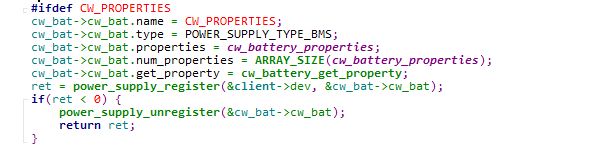 #ifdef CW_PROPERTIES
cw_bat->cw_bat.name = CW_PROPERTIES;
cw_bat->cw_bat.type = POWER_SUPPLY_TYPE_BMS;
cw_bat->cw_bat.properties = cw_battery_properties;
cw_bat->cw_bat.num_properties = ARRAY_SIZE(cw_battery_properties);
cw_bat->cw_bat.get_property = cw_battery_get_property;
ret = power_supply_register(&client->dev, &cw_bat->cw_bat);
if(ret < 0) {
    power_supply_unregister(&cw_bat->cw_bat);
    return ret;
}